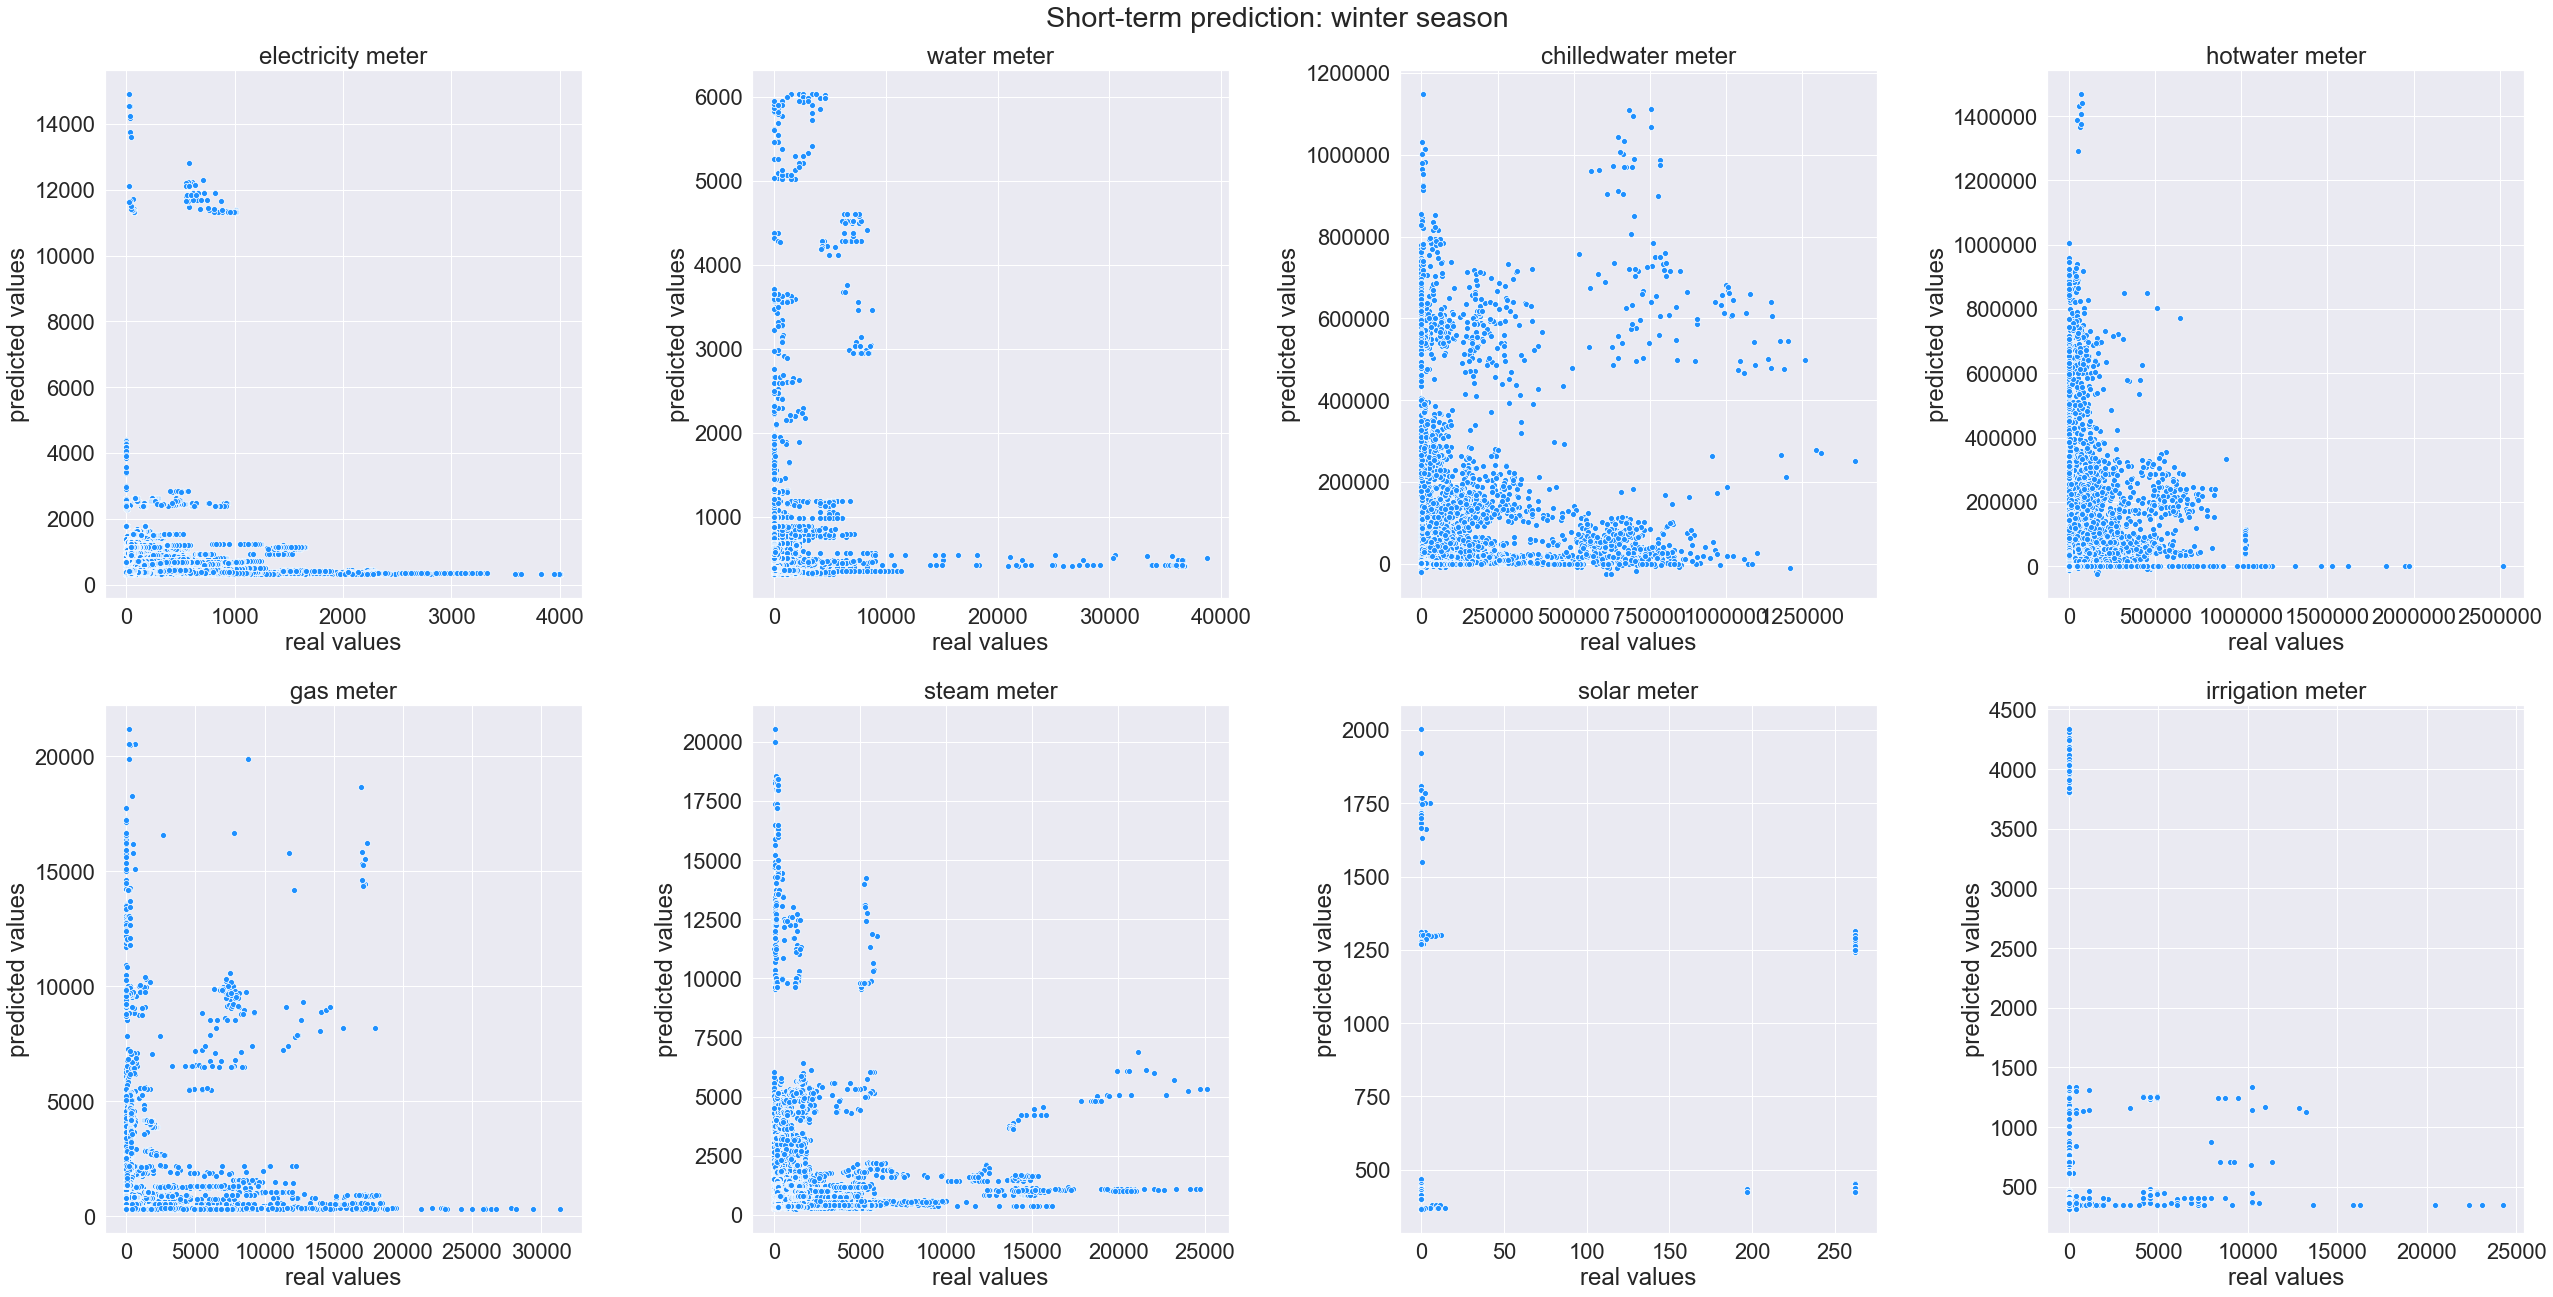 Short-term prediction: winter season
electricity meter
14000
12000
10000
8000
6000
4000
2000
0
predicted values
0 1000 2000 3000 4000
real values
water meter
6000
5000
4000
3000
2000
1000
predicted values
0 10000 20000 30000 40000
real values
chilledwater meter
1200000
1000000
800000
600000
400000
200000
0
predicted values
0 250000 500000 750000 1000000 1250000
real values
hotwater meter
1400000
1200000
1000000
800000
600000
400000
200000
0
predicted values
0 500000 1000000 1500000 2000000 2500000
real values
gas meter
20000
15000
10000
5000
0
predicted values
0 5000 10000 15000 20000 25000 30000
real values
steam meter
20000
17500
15000
12500
10000
7500
5000
2500
0
predicted values
0 5000 10000 15000 20000 25000
real values
solar meter
2000
1750
1500
1250
1000
750
500
predicted values
0 50 100 150 200 250
real values
irrigation meter
4500
4000
3500
3000
2500
2000
1500
1000
500
predicted values
0 5000 10000 15000 20000 25000
real values